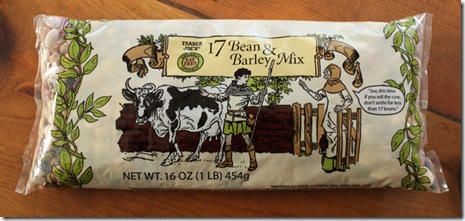 TRADER
JOE'S
17 Bean &
Barley Mix
FAT FREE
"Joe, this time
if you sell the cow,
don't settle for less
than 17 beans."
NET WT. 16 OZ (1 LB) 454g